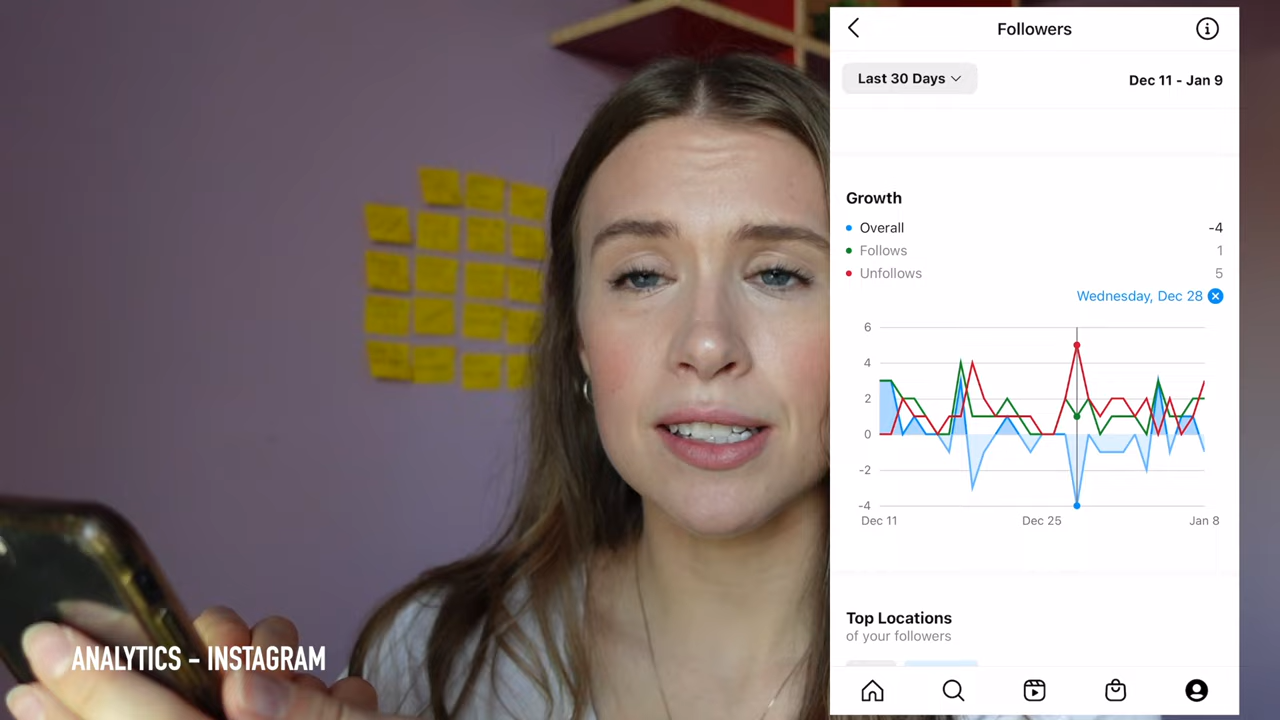 Followers
Last 30 Days
Dec 11 - Jan 9
Growth
Overall -4
Follows 1
Unfollows 5
Wednesday, Dec 28
6
4
2
0
-2
-4
Dec 11 Dec 25 Jan 8
Top Locations
of your followers
ANALYTICS - INSTAGRAM